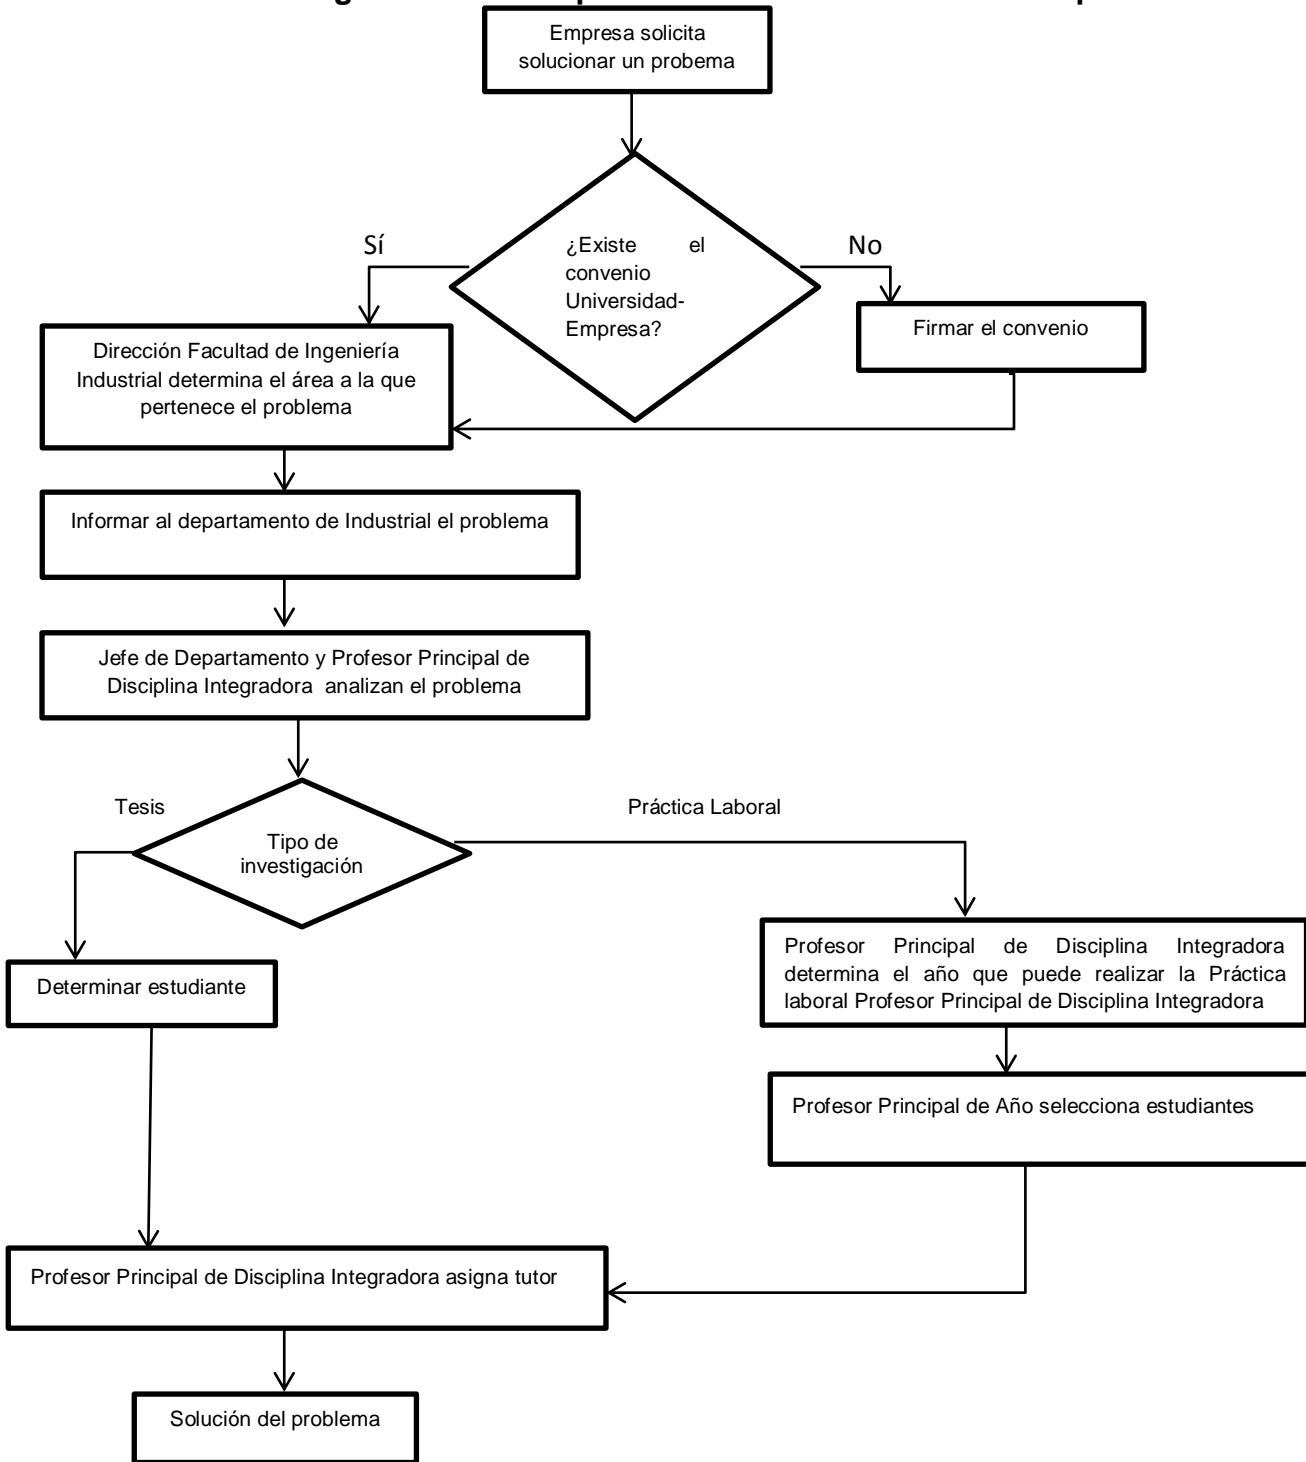 Empresa solicita
solucionar un probema
Sí
¿Existe el
convenio
Universidad-
Empresa?
No
Firmar el convenio
Dirección Facultad de Ingeniería
Industrial determina el área a la que
pertenece el problema
Informar al departamento de Industrial el problema
Jefe de Departamento y Profesor Principal de
Disciplina Integradora analizan el problema
Tesis
Práctica Laboral
Tipo de
investigación
Profesor Principal de Disciplina Integradora
determina el año que puede realizar la Práctica
laboral Profesor Principal de Disciplina Integradora
Determinar estudiante
Profesor Principal de Año selecciona estudiantes
Profesor Principal de Disciplina Integradora asigna tutor
Solución del problema